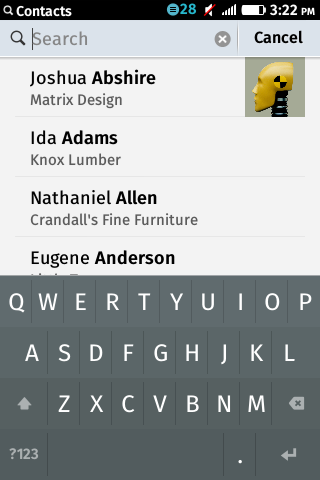 Contacts 28 3:22 PM
Search Cancel
Joshua Abshire
Matrix Design
Ida Adams
Knox Lumber
Nathaniel Allen
Crandall's Fine Furniture
Eugene Anderson
Q W E R T Y U I O P
A S D F G H J K L
Z X C V B N M
?123 .